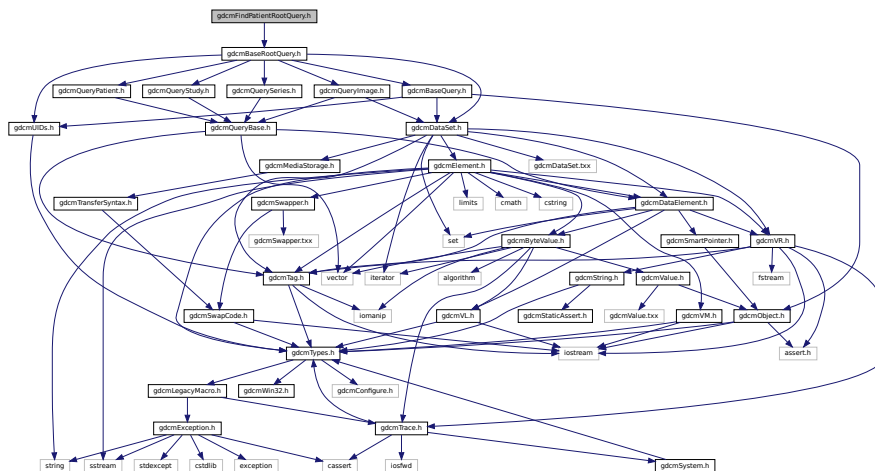 gdcmFindPatientRootQuery.h
gdcmBaseRootQuery.h
gdcmQueryPatient.h
gdcmQueryStudy.h
gdcmQuerySeries.h
gdcmQueryImage.h
gdcmBaseQuery.h
gdcmUIDs.h
gdcmQueryBase.h
gdcmDataSet.h
gdcmMediaStorage.h
gdcmElement.h
gdcmDataSet.txx
gdcmTransferSyntax.h
gdcmSwapper.h
limits
cmath
cstring
gdcmDataElement.h
gdcmSwapper.txx
set
gdcmByteValue.h
gdcmSmartPointer.h
gdcmVR.h
gdcmTag.h
vector
iterator
algorithm
gdcmString.h
gdcmValue.h
fstream
gdcmSwapCode.h
iomanip
gdcmVL.h
gdcmStaticAssert.h
gdcmValue.txx
gdcmVM.h
gdcmObject.h
gdcmTypes.h
iostream
assert.h
gdcmLegacyMacro.h
gdcmWin32.h
gdcmConfigure.h
gdcmException.h
gdcmTrace.h
string
sstream
stdexcept
cstdlib
exception
cassert
iosfwd
gdcmSystem.h